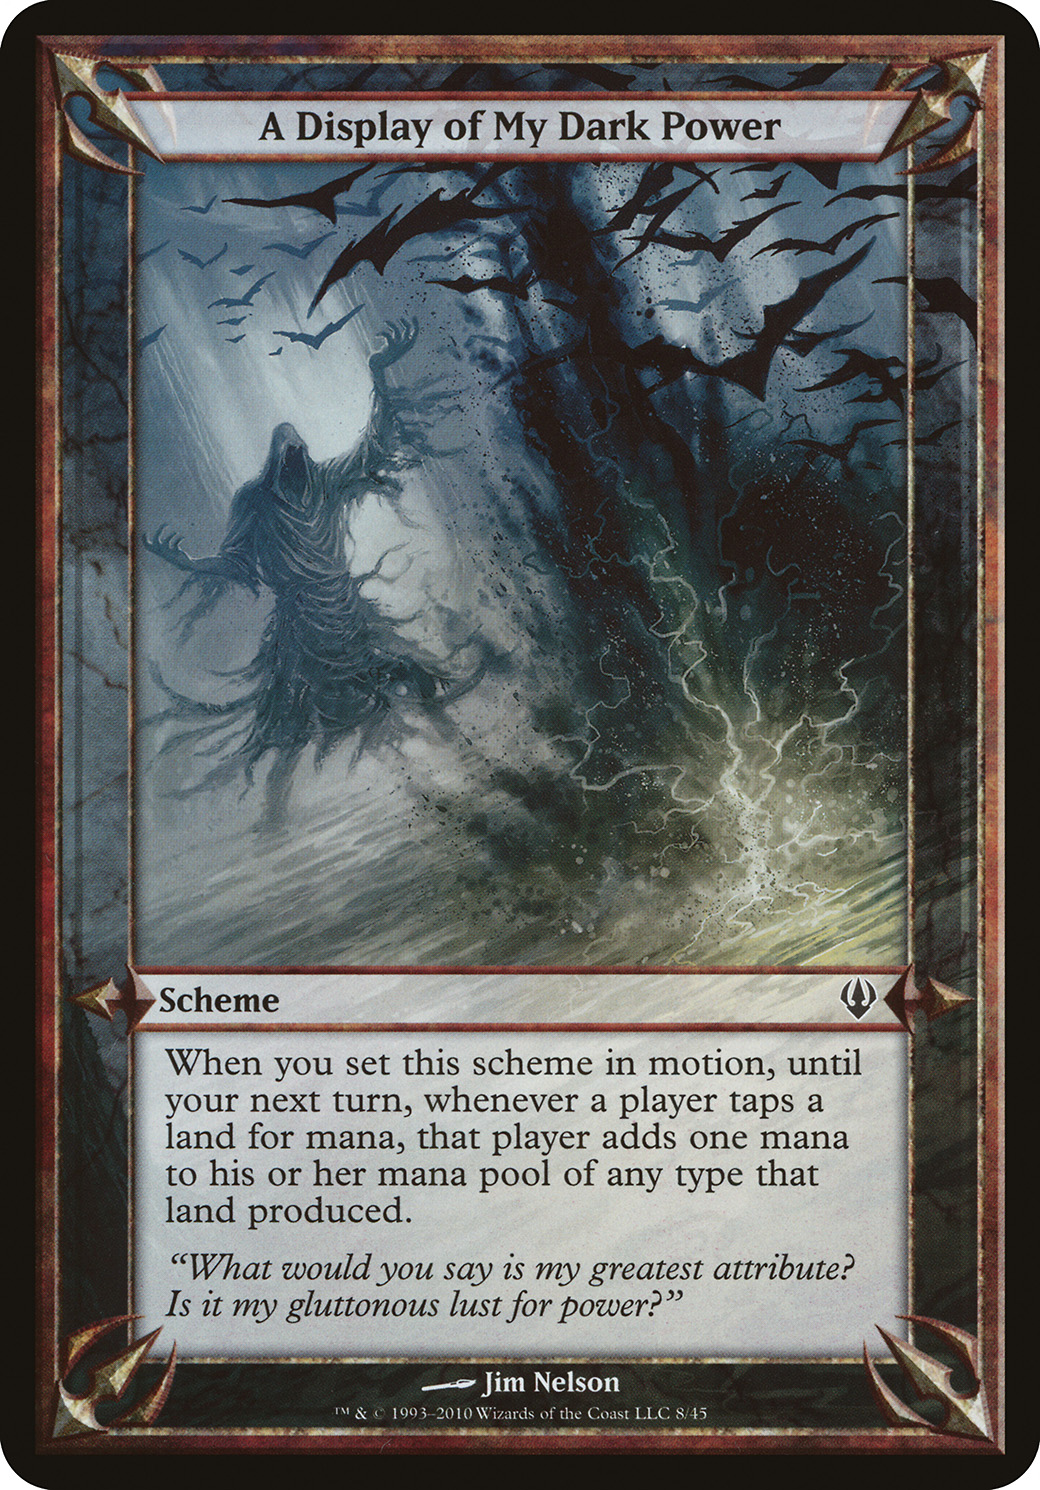 A Display of My Dark Power
Scheme
When you set this scheme in motion, until
your next turn, whenever a player taps a
land for mana, that player adds one mana
to his or her mana pool of any type that
land produced.
“What would you say is my greatest attribute?
Is it my gluttonous lust for power?”
Jim Nelson
™ & © 1993–2010 Wizards of the Coast LLC 8/45